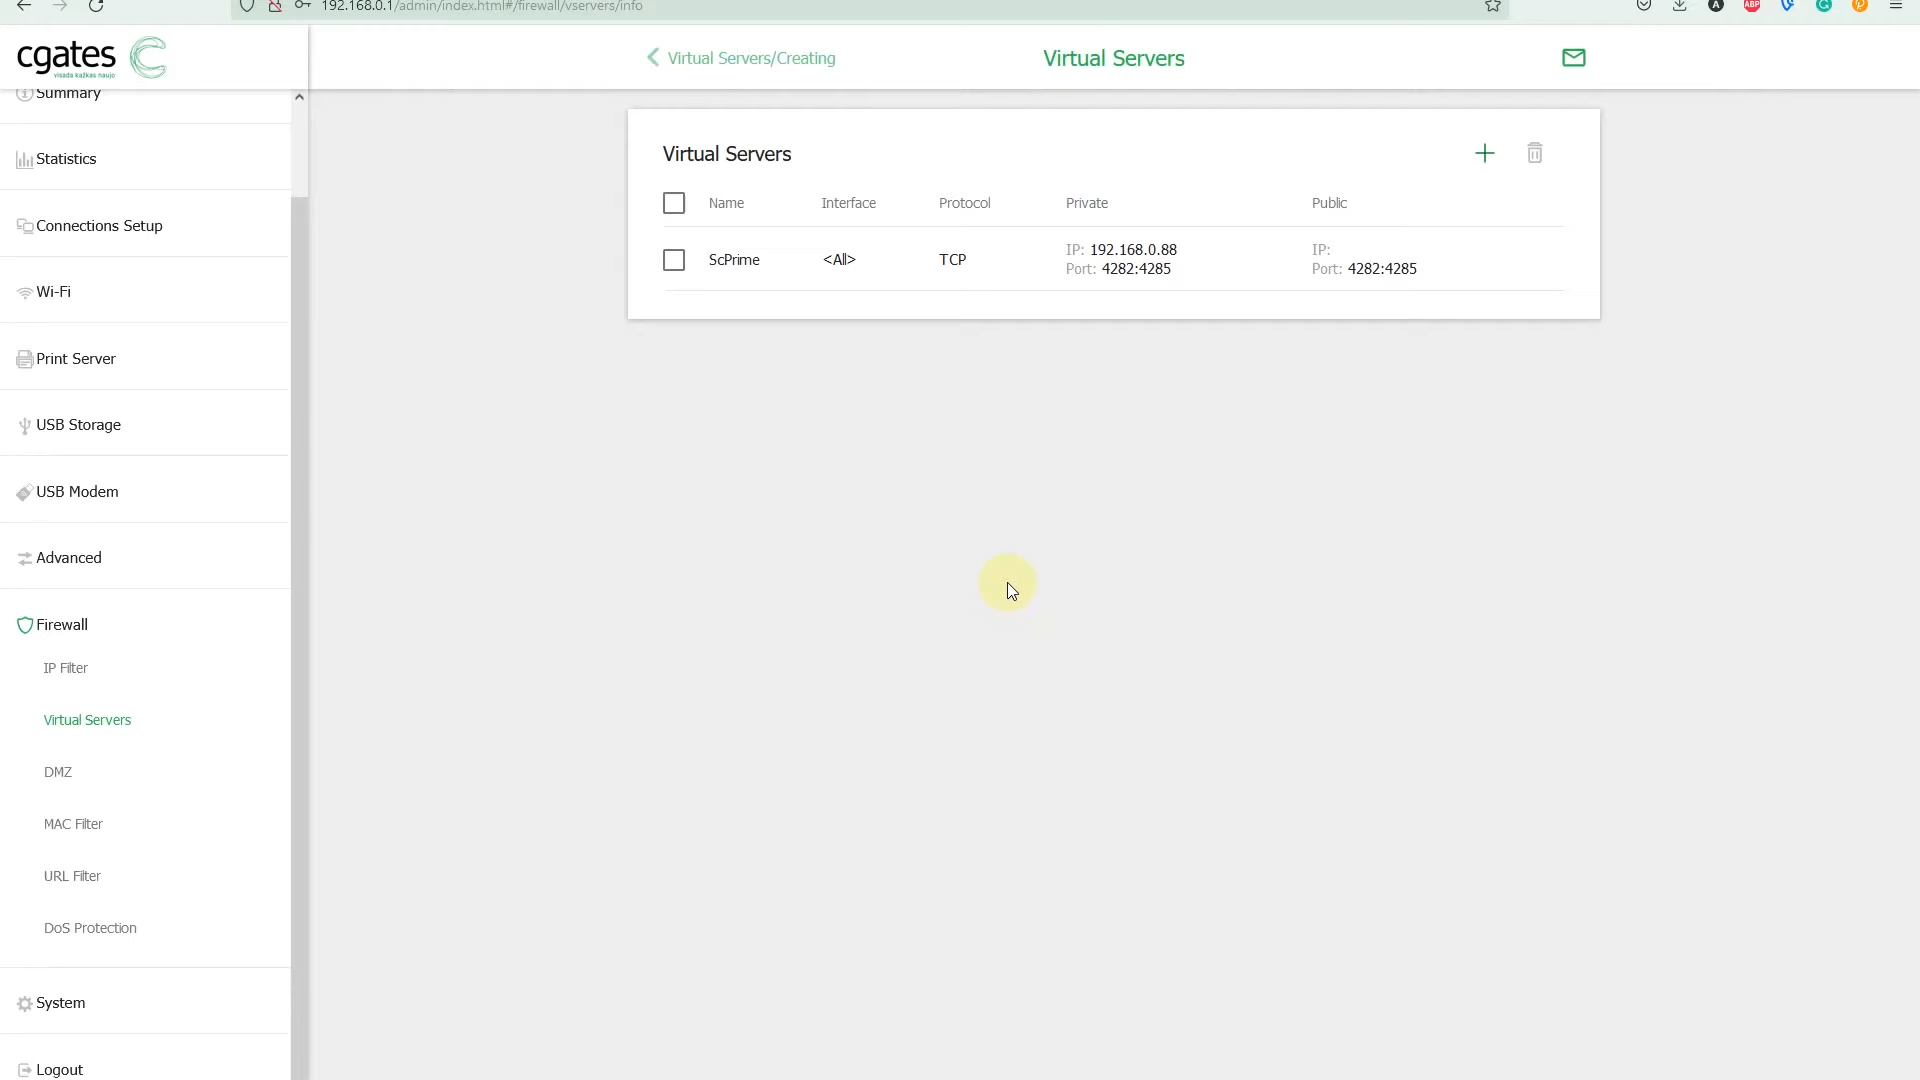 192.168.0.1/admin/index.html#/firewall/vservers/info
ABP
cgates
visada kažkas naujo
Virtual Servers/Creating
Virtual Servers
Summary
Statistics
Connections Setup
Wi-Fi
Print Server
USB Storage
USB Modem
Advanced
Firewall
IP Filter
Virtual Servers
DMZ
MAC Filter
URL Filter
DoS Protection
System
Logout
Virtual Servers
Name Interface Protocol Private Public
ScPrime <All> TCP IP: 192.168.0.88 IP:
Port: 4282:4285 Port: 4282:4285